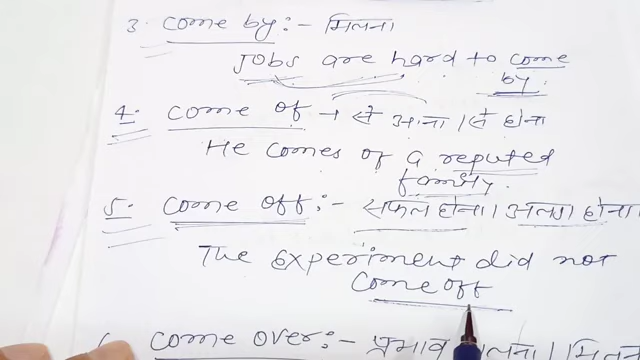 3. Come by:- मिलना
Jobs are hard to come
by.
4. Come of → से आना / से होना
He comes of a reputed
family.
5. Come off:- सफल होना / अलग होना
The experiment did not
Come off
Come over:- प्रभाव